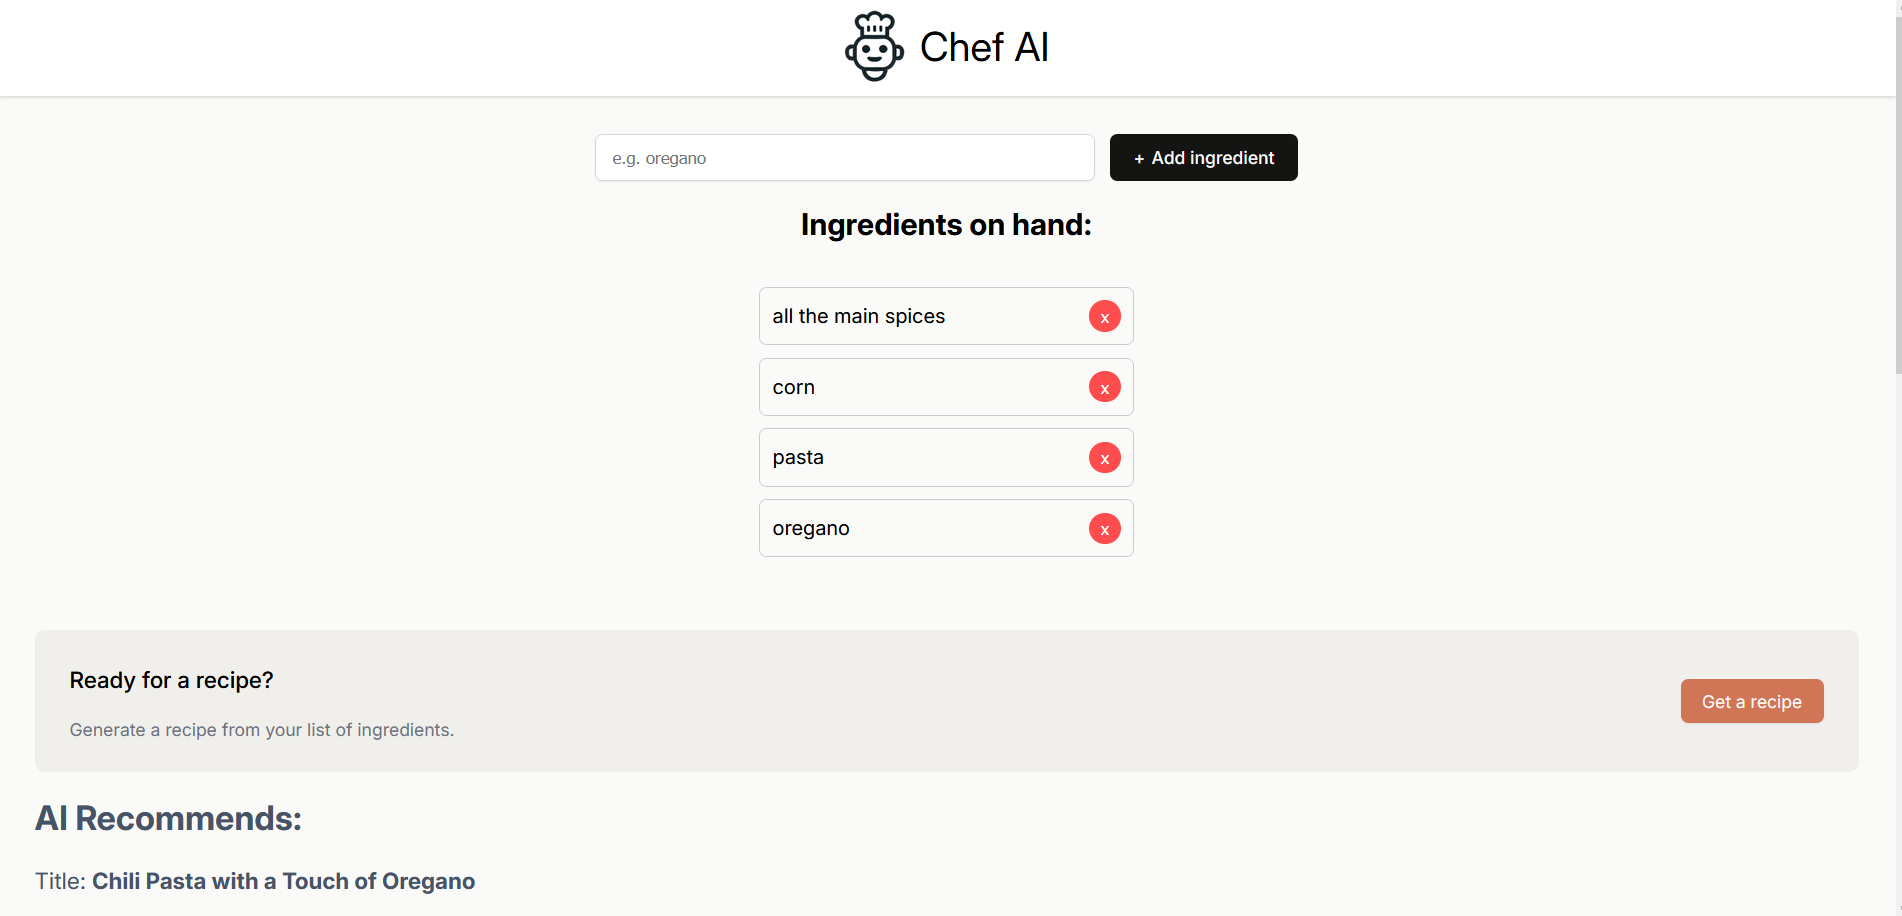 Chef AI
e.g. oregano
+ Add ingredient
Ingredients on hand:
all the main spices
x
corn
x
pasta
x
oregano
x
Ready for a recipe?
Generate a recipe from your list of ingredients.
Get a recipe
AI Recommends:
Title: Chili Pasta with a Touch of Oregano